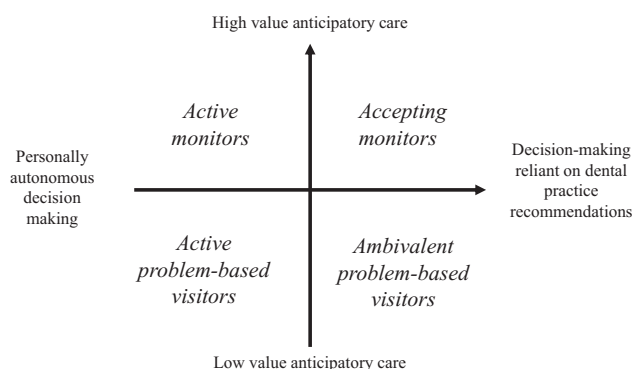 High value anticipatory care
Active
monitors
Accepting
monitors
Personally
autonomous
decision
making
Decision-making
reliant on dental
practice
recommendations
Active
problem-based
visitors
Ambivalent
problem-based
visitors
Low value anticipatory care